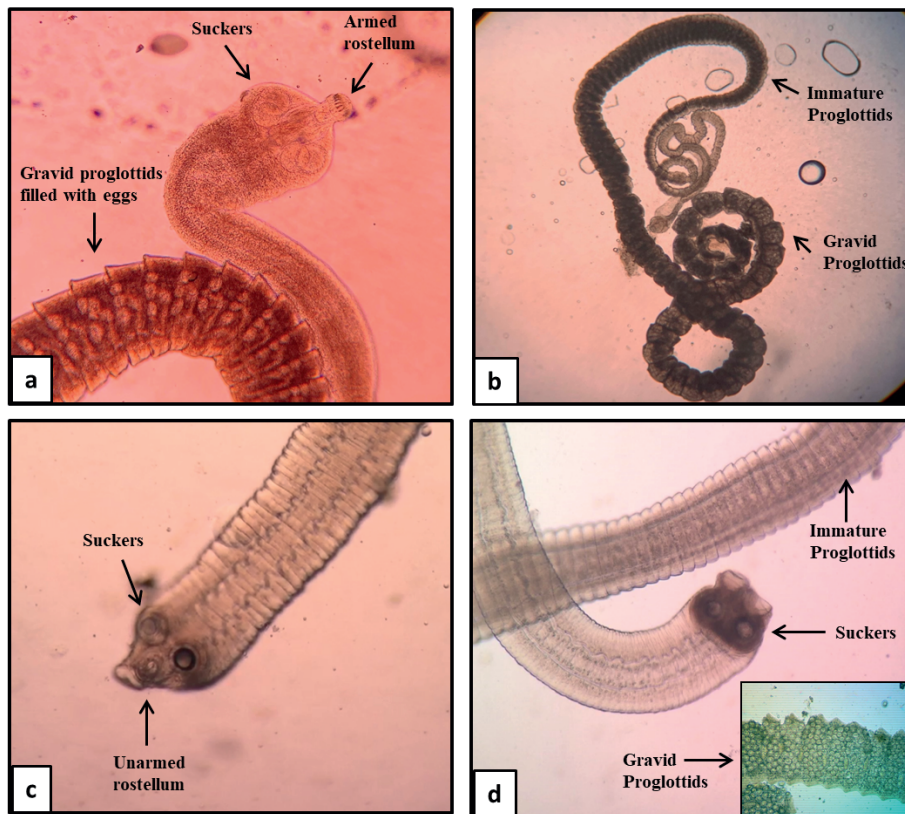 Suckers
Armed
rostellum
Gravid proglottids
filled with eggs
a
Immature
Proglottids
Gravid
Proglottids
b
Suckers
Unarmed
rostellum
c
Immature
Proglottids
Suckers
Gravid
Proglottids
d